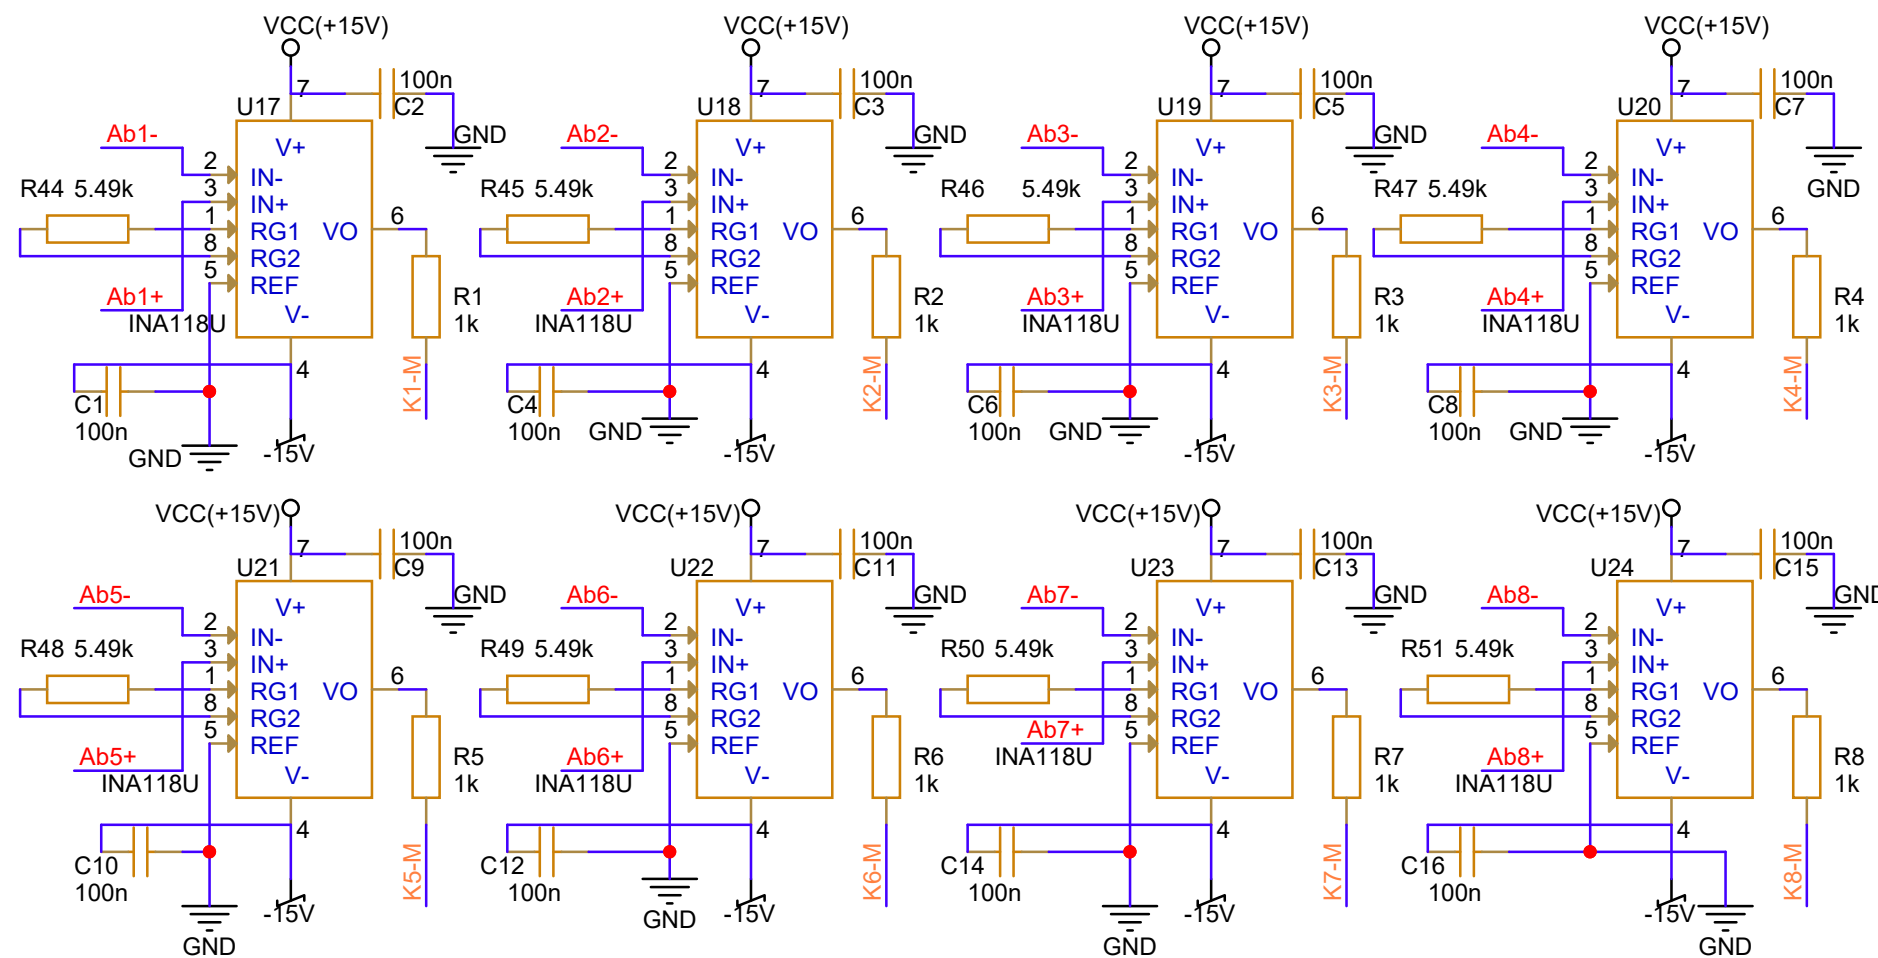 VCC(+15V)
7
100n
C2
GND
U17
Ab1-
V+
2
IN-
3
IN+
R44 5.49k
1
RG1
VO
6
8
RG2
5
REF
Ab1+
INA118U
V-
R1
1k
4
K1-M
C1
100n
GND
-15V
VCC(+15V)
7
100n
C3
GND
U18
Ab2-
V+
2
IN-
3
IN+
R45 5.49k
1
RG1
VO
6
8
RG2
5
REF
Ab2+
INA118U
V-
R2
1k
4
K2-M
C4
100n
GND
-15V
VCC(+15V)
7
100n
C5
GND
U19
Ab3-
V+
2
IN-
3
IN+
R46 5.49k
1
RG1
VO
6
8
RG2
5
REF
Ab3+
INA118U
V-
R3
1k
4
K3-M
C6
100n
GND
-15V
VCC(+15V)
7
100n
C7
GND
U20
Ab4-
V+
2
IN-
3
IN+
R47 5.49k
1
RG1
VO
6
8
RG2
5
REF
Ab4+
INA118U
V-
R4
1k
4
K4-M
C8
100n
GND
-15V
VCC(+15V)
7
100n
C9
GND
U21
Ab5-
V+
2
IN-
3
IN+
R48 5.49k
1
RG1
VO
6
8
RG2
5
REF
Ab5+
INA118U
V-
R5
1k
4
K5-M
C10
100n
GND
-15V
VCC(+15V)
7
100n
C11
GND
U22
Ab6-
V+
2
IN-
3
IN+
R49 5.49k
1
RG1
VO
6
8
RG2
5
REF
Ab6+
INA118U
V-
R6
1k
4
K6-M
C12
100n
GND
-15V
VCC(+15V)
7
100n
C13
GND
U23
Ab7-
V+
2
IN-
3
IN+
R50 5.49k
1
RG1
VO
6
8
RG2
5
REF
Ab7+
INA118U
V-
R7
1k
4
K7-M
C14
100n
GND
-15V
VCC(+15V)
7
100n
C15
GND
U24
Ab8-
V+
2
IN-
3
IN+
R51 5.49k
1
RG1
VO
6
8
RG2
5
REF
Ab8+
INA118U
V-
R8
1k
4
K8-M
C16
100n
-15V
GND